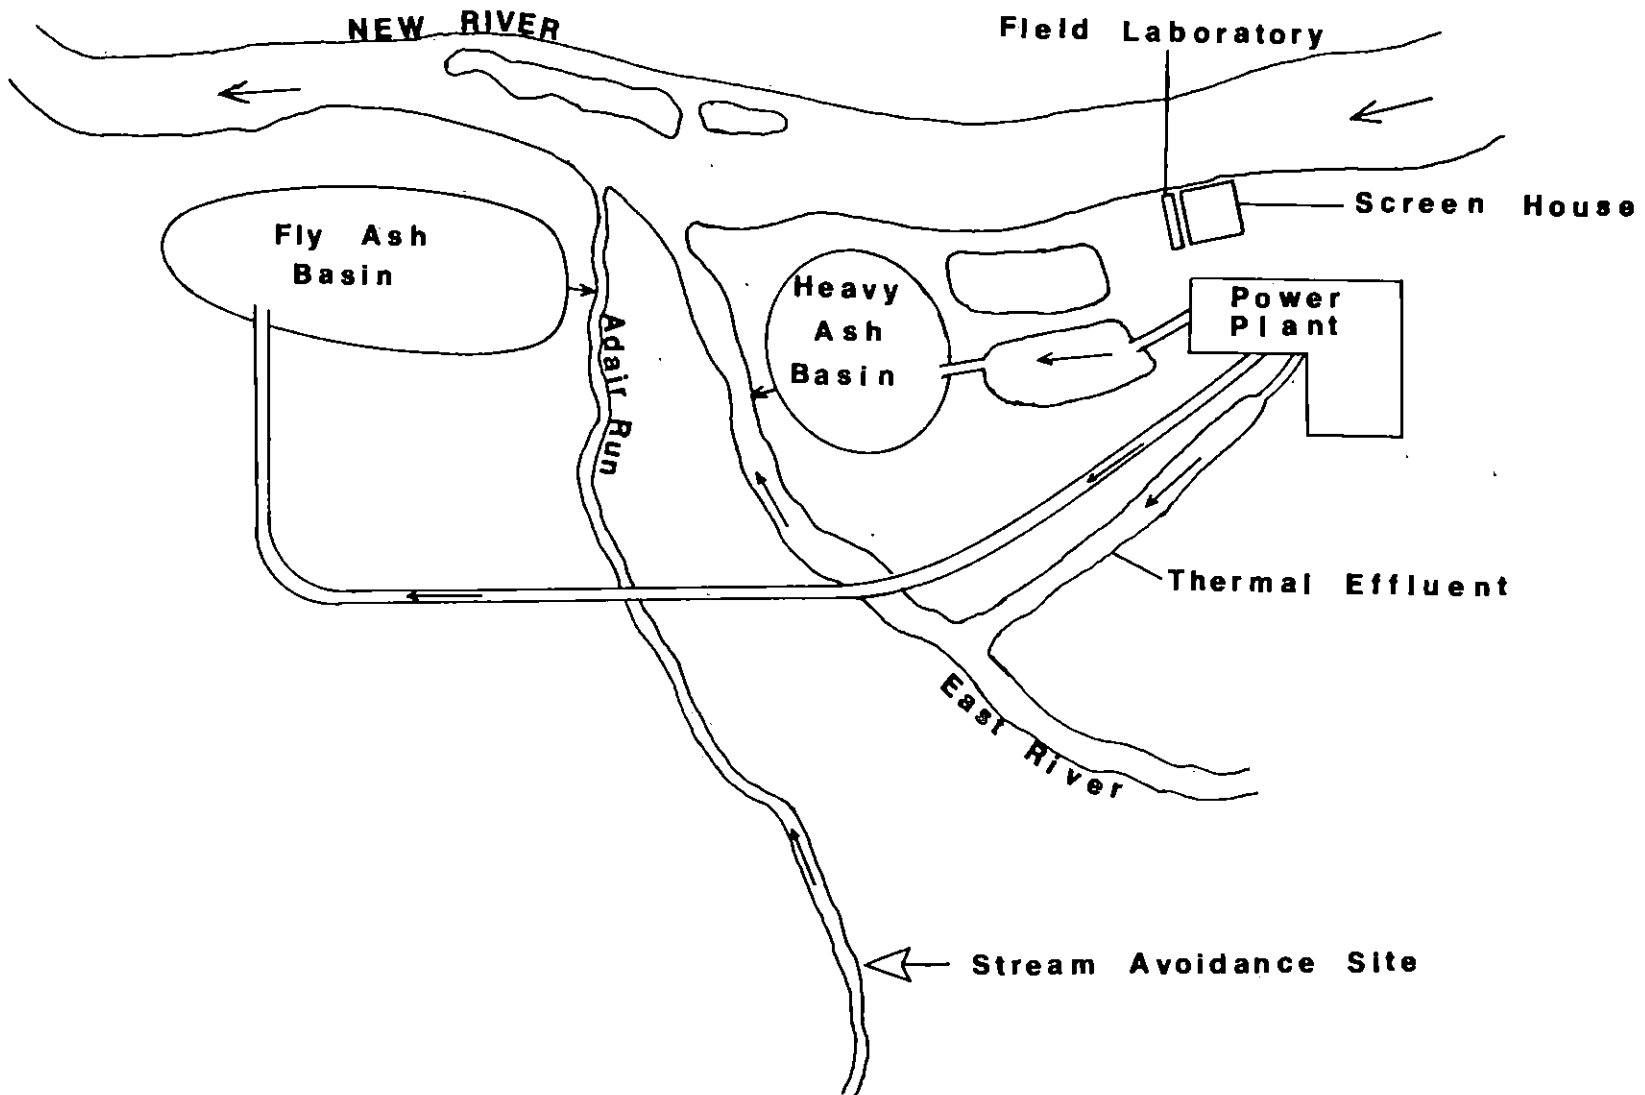 NEW RIVER
Field Laboratory
Screen House
Fly Ash
Basin
Heavy
Ash
Basin
Power
Plant
Adair Run
Thermal Effluent
East River
Stream Avoidance Site